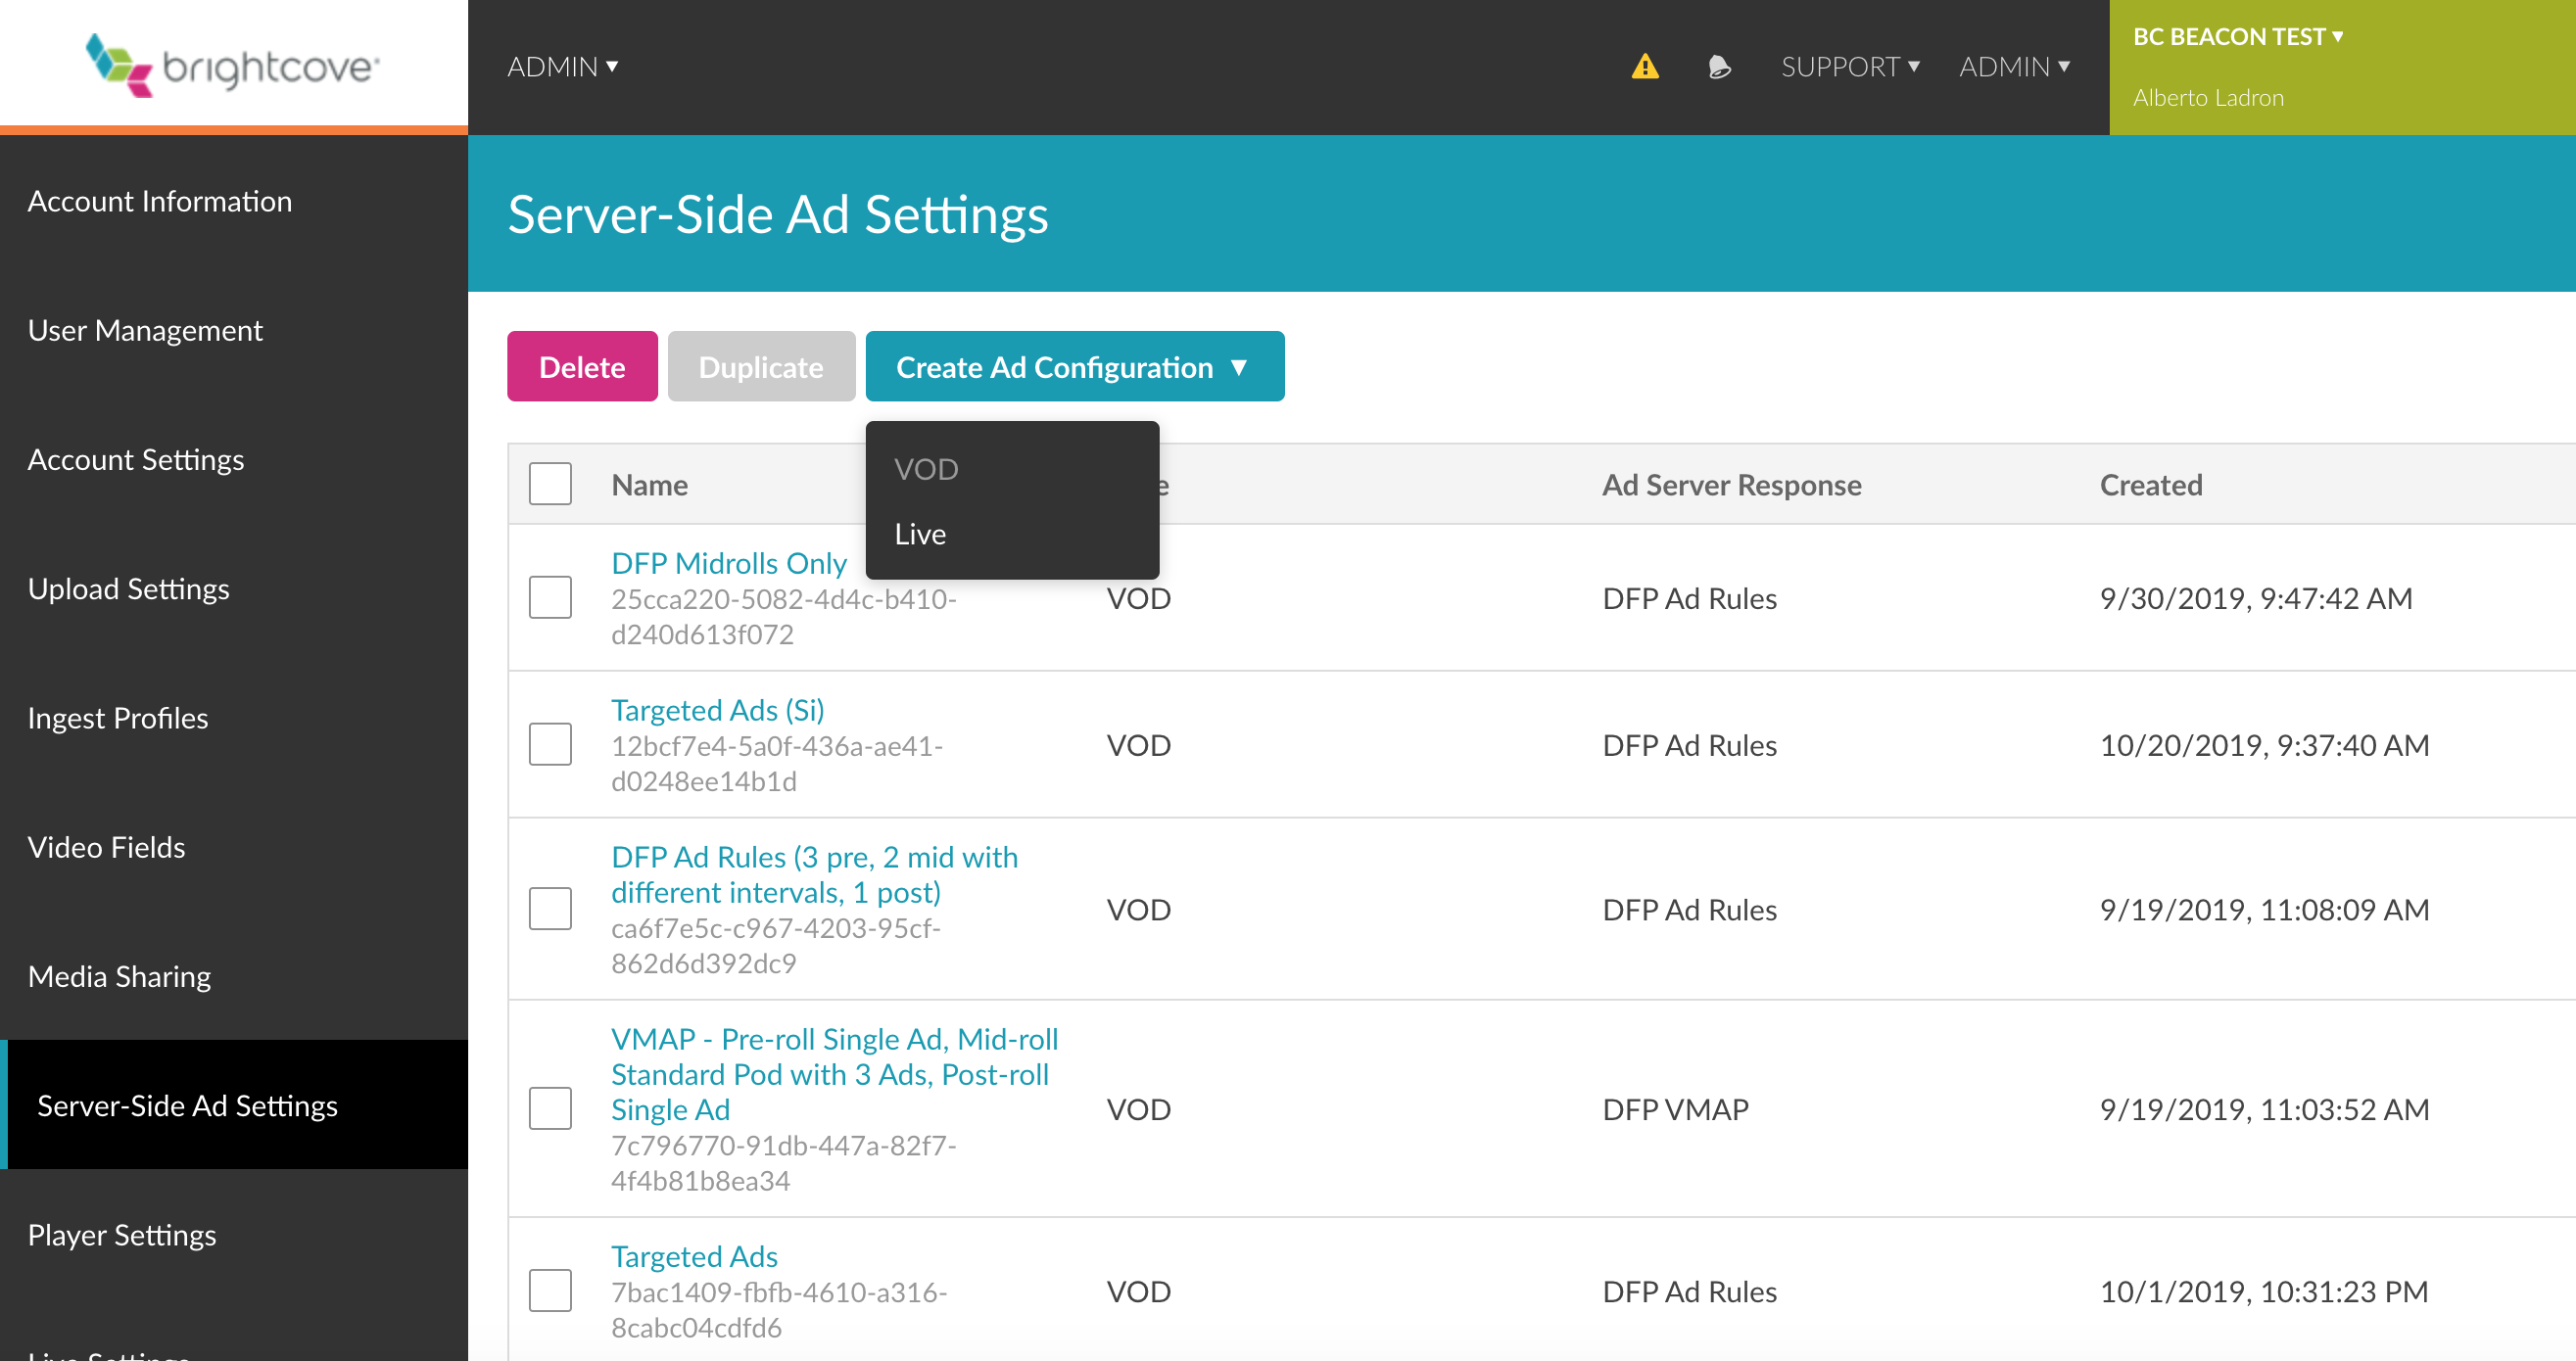 brightcove
ADMIN ▼
SUPPORT ▼
ADMIN ▼
BC BEACON TEST ▼
Alberto Ladron
Account Information
User Management
Account Settings
Upload Settings
Ingest Profiles
Video Fields
Media Sharing
Server-Side Ad Settings
Player Settings
Live Settings
Server-Side Ad Settings
Delete
Duplicate
Create Ad Configuration ▼
VOD
Live
Name
e
Ad Server Response
Created
DFP Midrolls Only
25cca220-5082-4d4c-b410-
d240d613f072
VOD
DFP Ad Rules
9/30/2019, 9:47:42 AM
Targeted Ads (Si)
12bcf7e4-5a0f-436a-ae41-
d0248ee14b1d
VOD
DFP Ad Rules
10/20/2019, 9:37:40 AM
DFP Ad Rules (3 pre, 2 mid with
different intervals, 1 post)
ca6f7e5c-c967-4203-95cf-
862d6d392dc9
VOD
DFP Ad Rules
9/19/2019, 11:08:09 AM
VMAP - Pre-roll Single Ad, Mid-roll
Standard Pod with 3 Ads, Post-roll
Single Ad
7c796770-91db-447a-82f7-
4f4b81b8ea34
VOD
DFP VMAP
9/19/2019, 11:03:52 AM
Targeted Ads
7bac1409-fbfb-4610-a316-
8cabc04cdfd6
VOD
DFP Ad Rules
10/1/2019, 10:31:23 PM